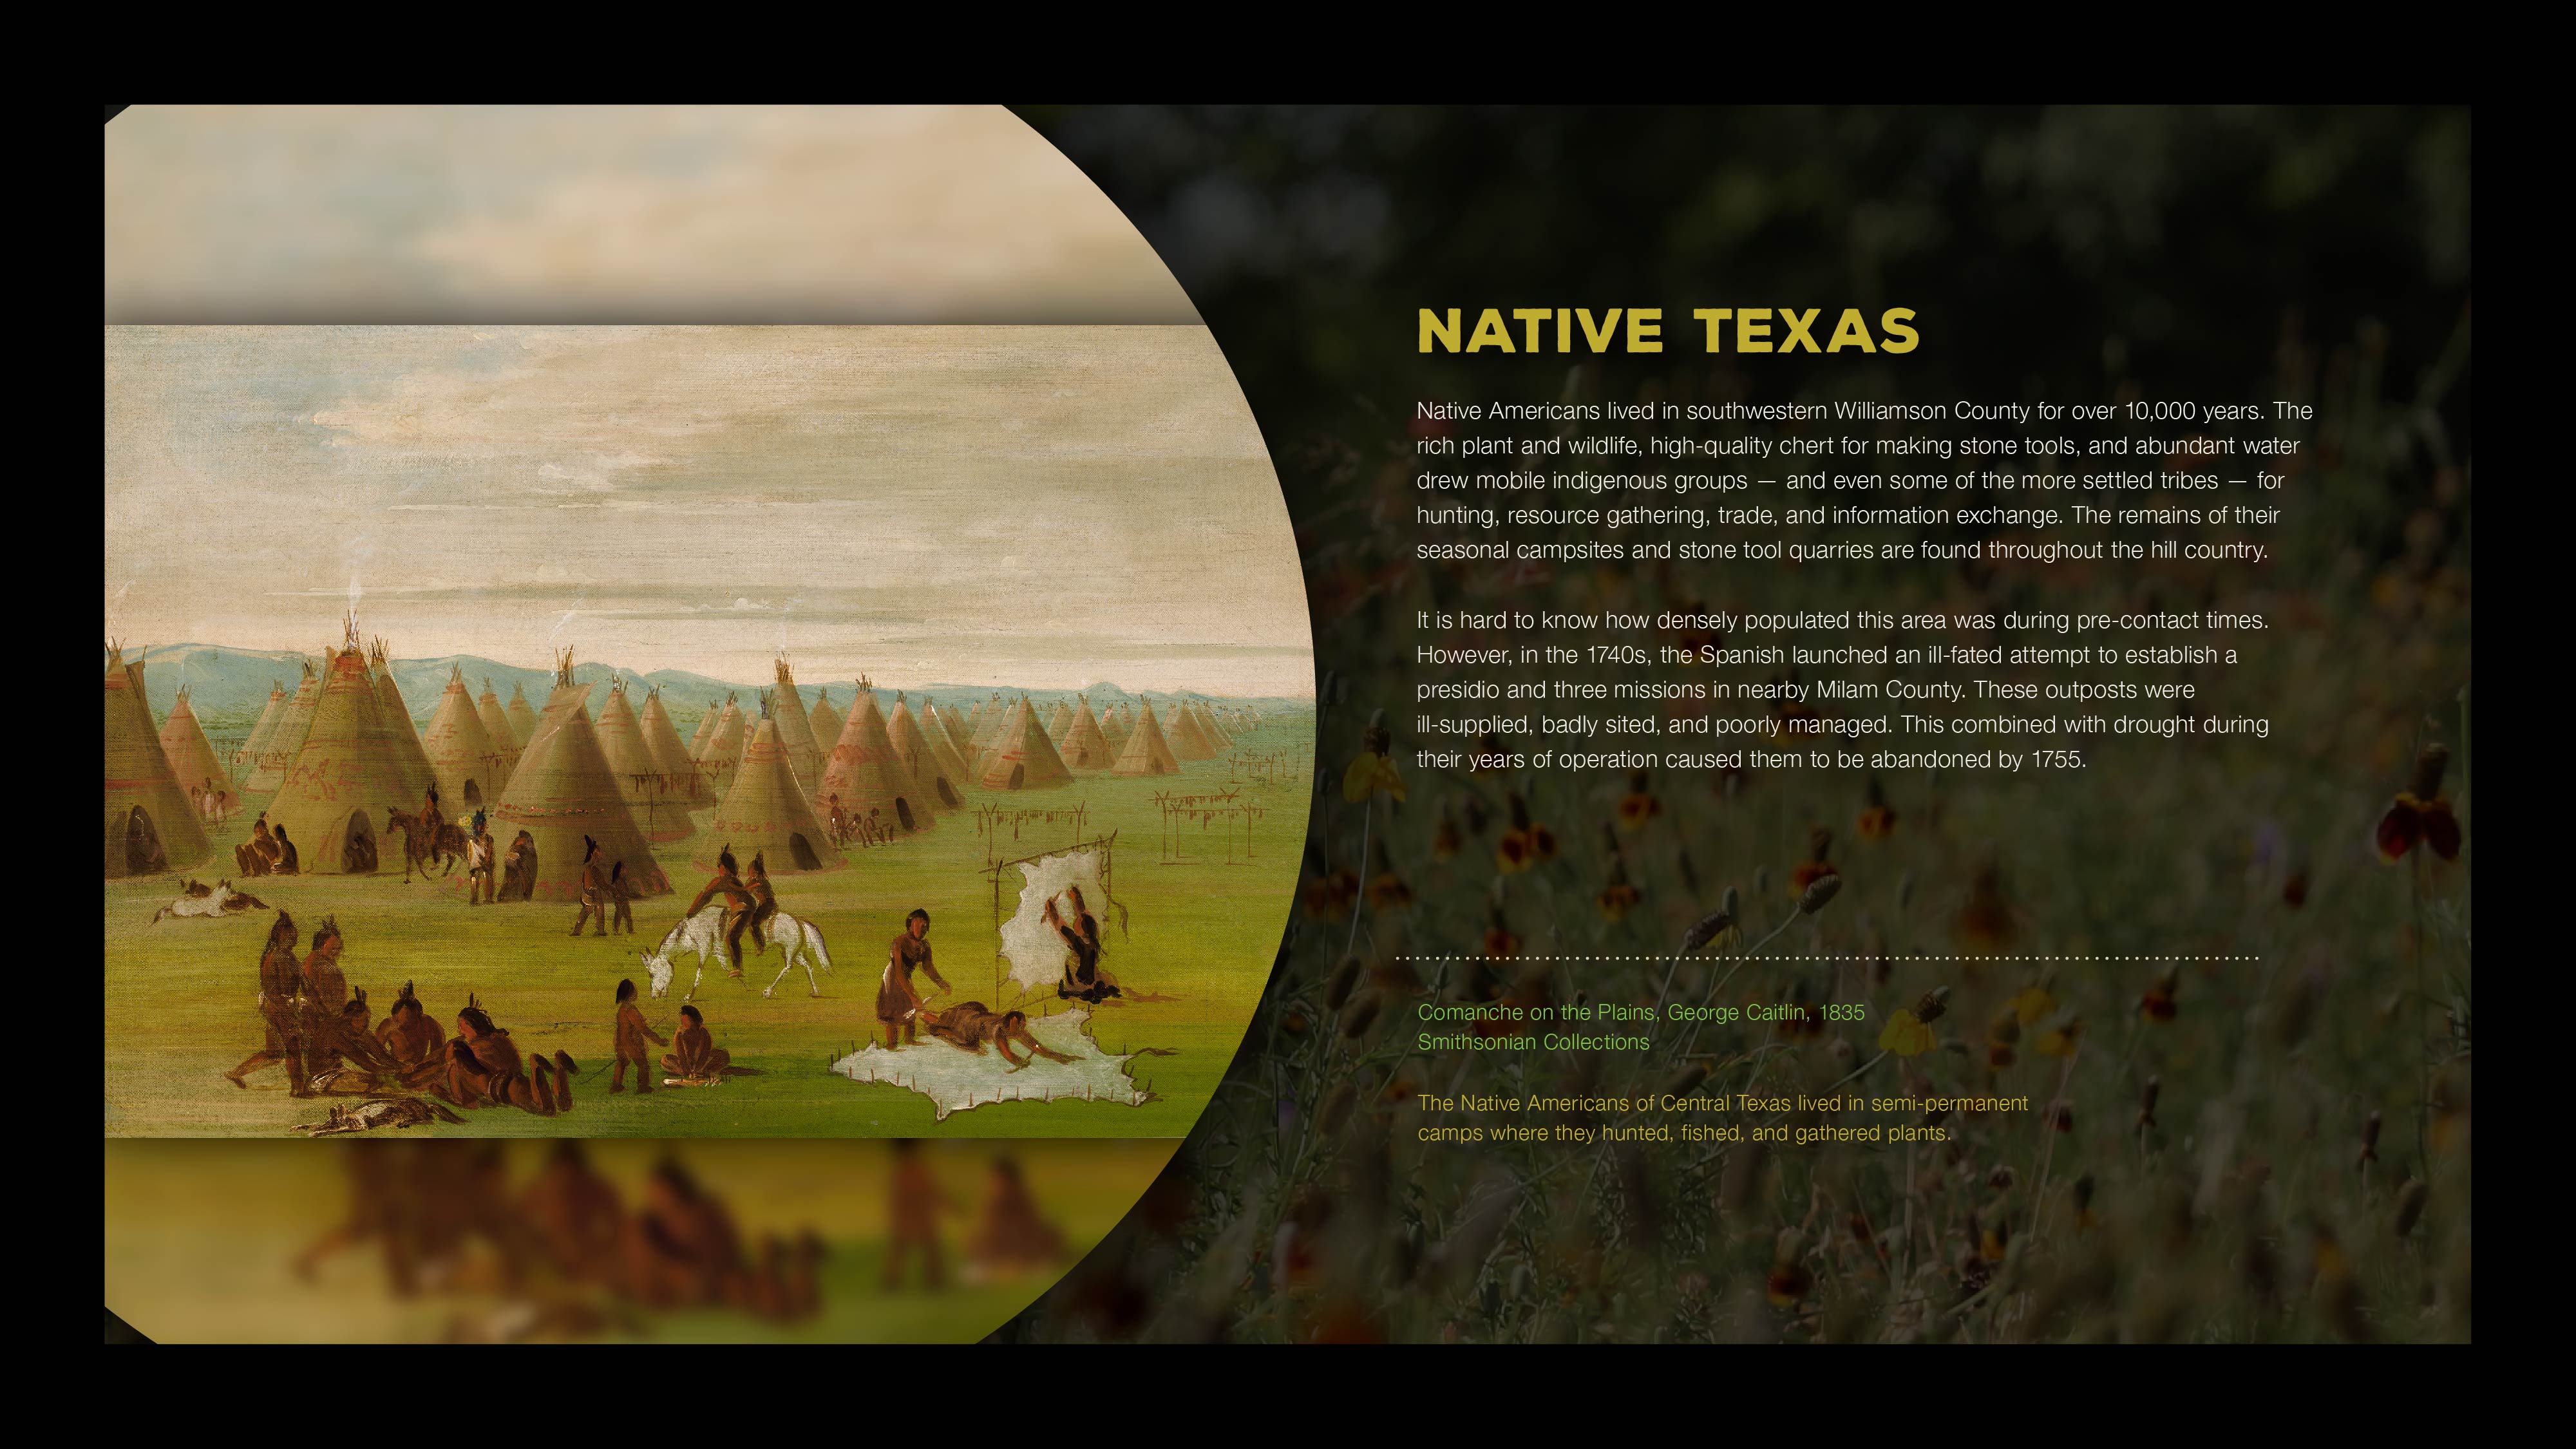 NATIVE TEXAS
Native Americans lived in southwestern Williamson County for over 10,000 years. The
rich plant and wildlife, high-quality chert for making stone tools, and abundant water
drew mobile indigenous groups — and even some of the more settled tribes — for
hunting, resource gathering, trade, and information exchange. The remains of their
seasonal campsites and stone tool quarries are found throughout the hill country.
It is hard to know how densely populated this area was during pre-contact times.
However, in the 1740s, the Spanish launched an ill-fated attempt to establish a
presidio and three missions in nearby Milam County. These outposts were
ill-supplied, badly sited, and poorly managed. This combined with drought during
their years of operation caused them to be abandoned by 1755.
Comanche on the Plains, George Caitlin, 1835
Smithsonian Collections
The Native Americans of Central Texas lived in semi-permanent
camps where they hunted, fished, and gathered plants.